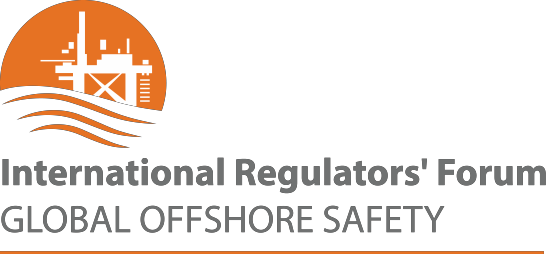 International Regulators' Forum
GLOBAL OFFSHORE SAFETY